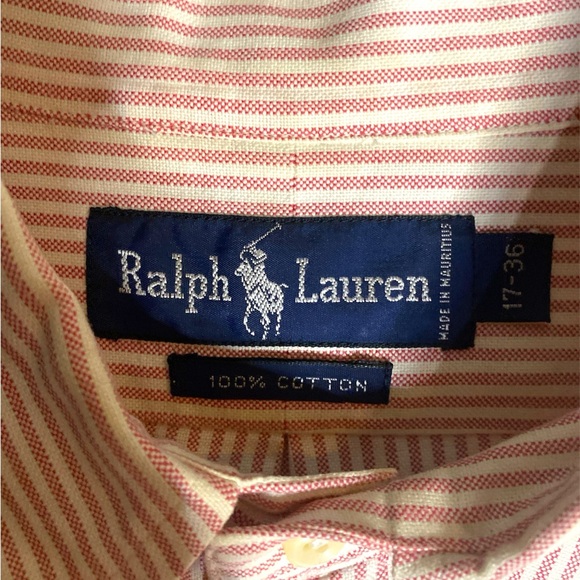 Ralph Lauren
MADE IN MAURITIUS
17-36
100% COTTON